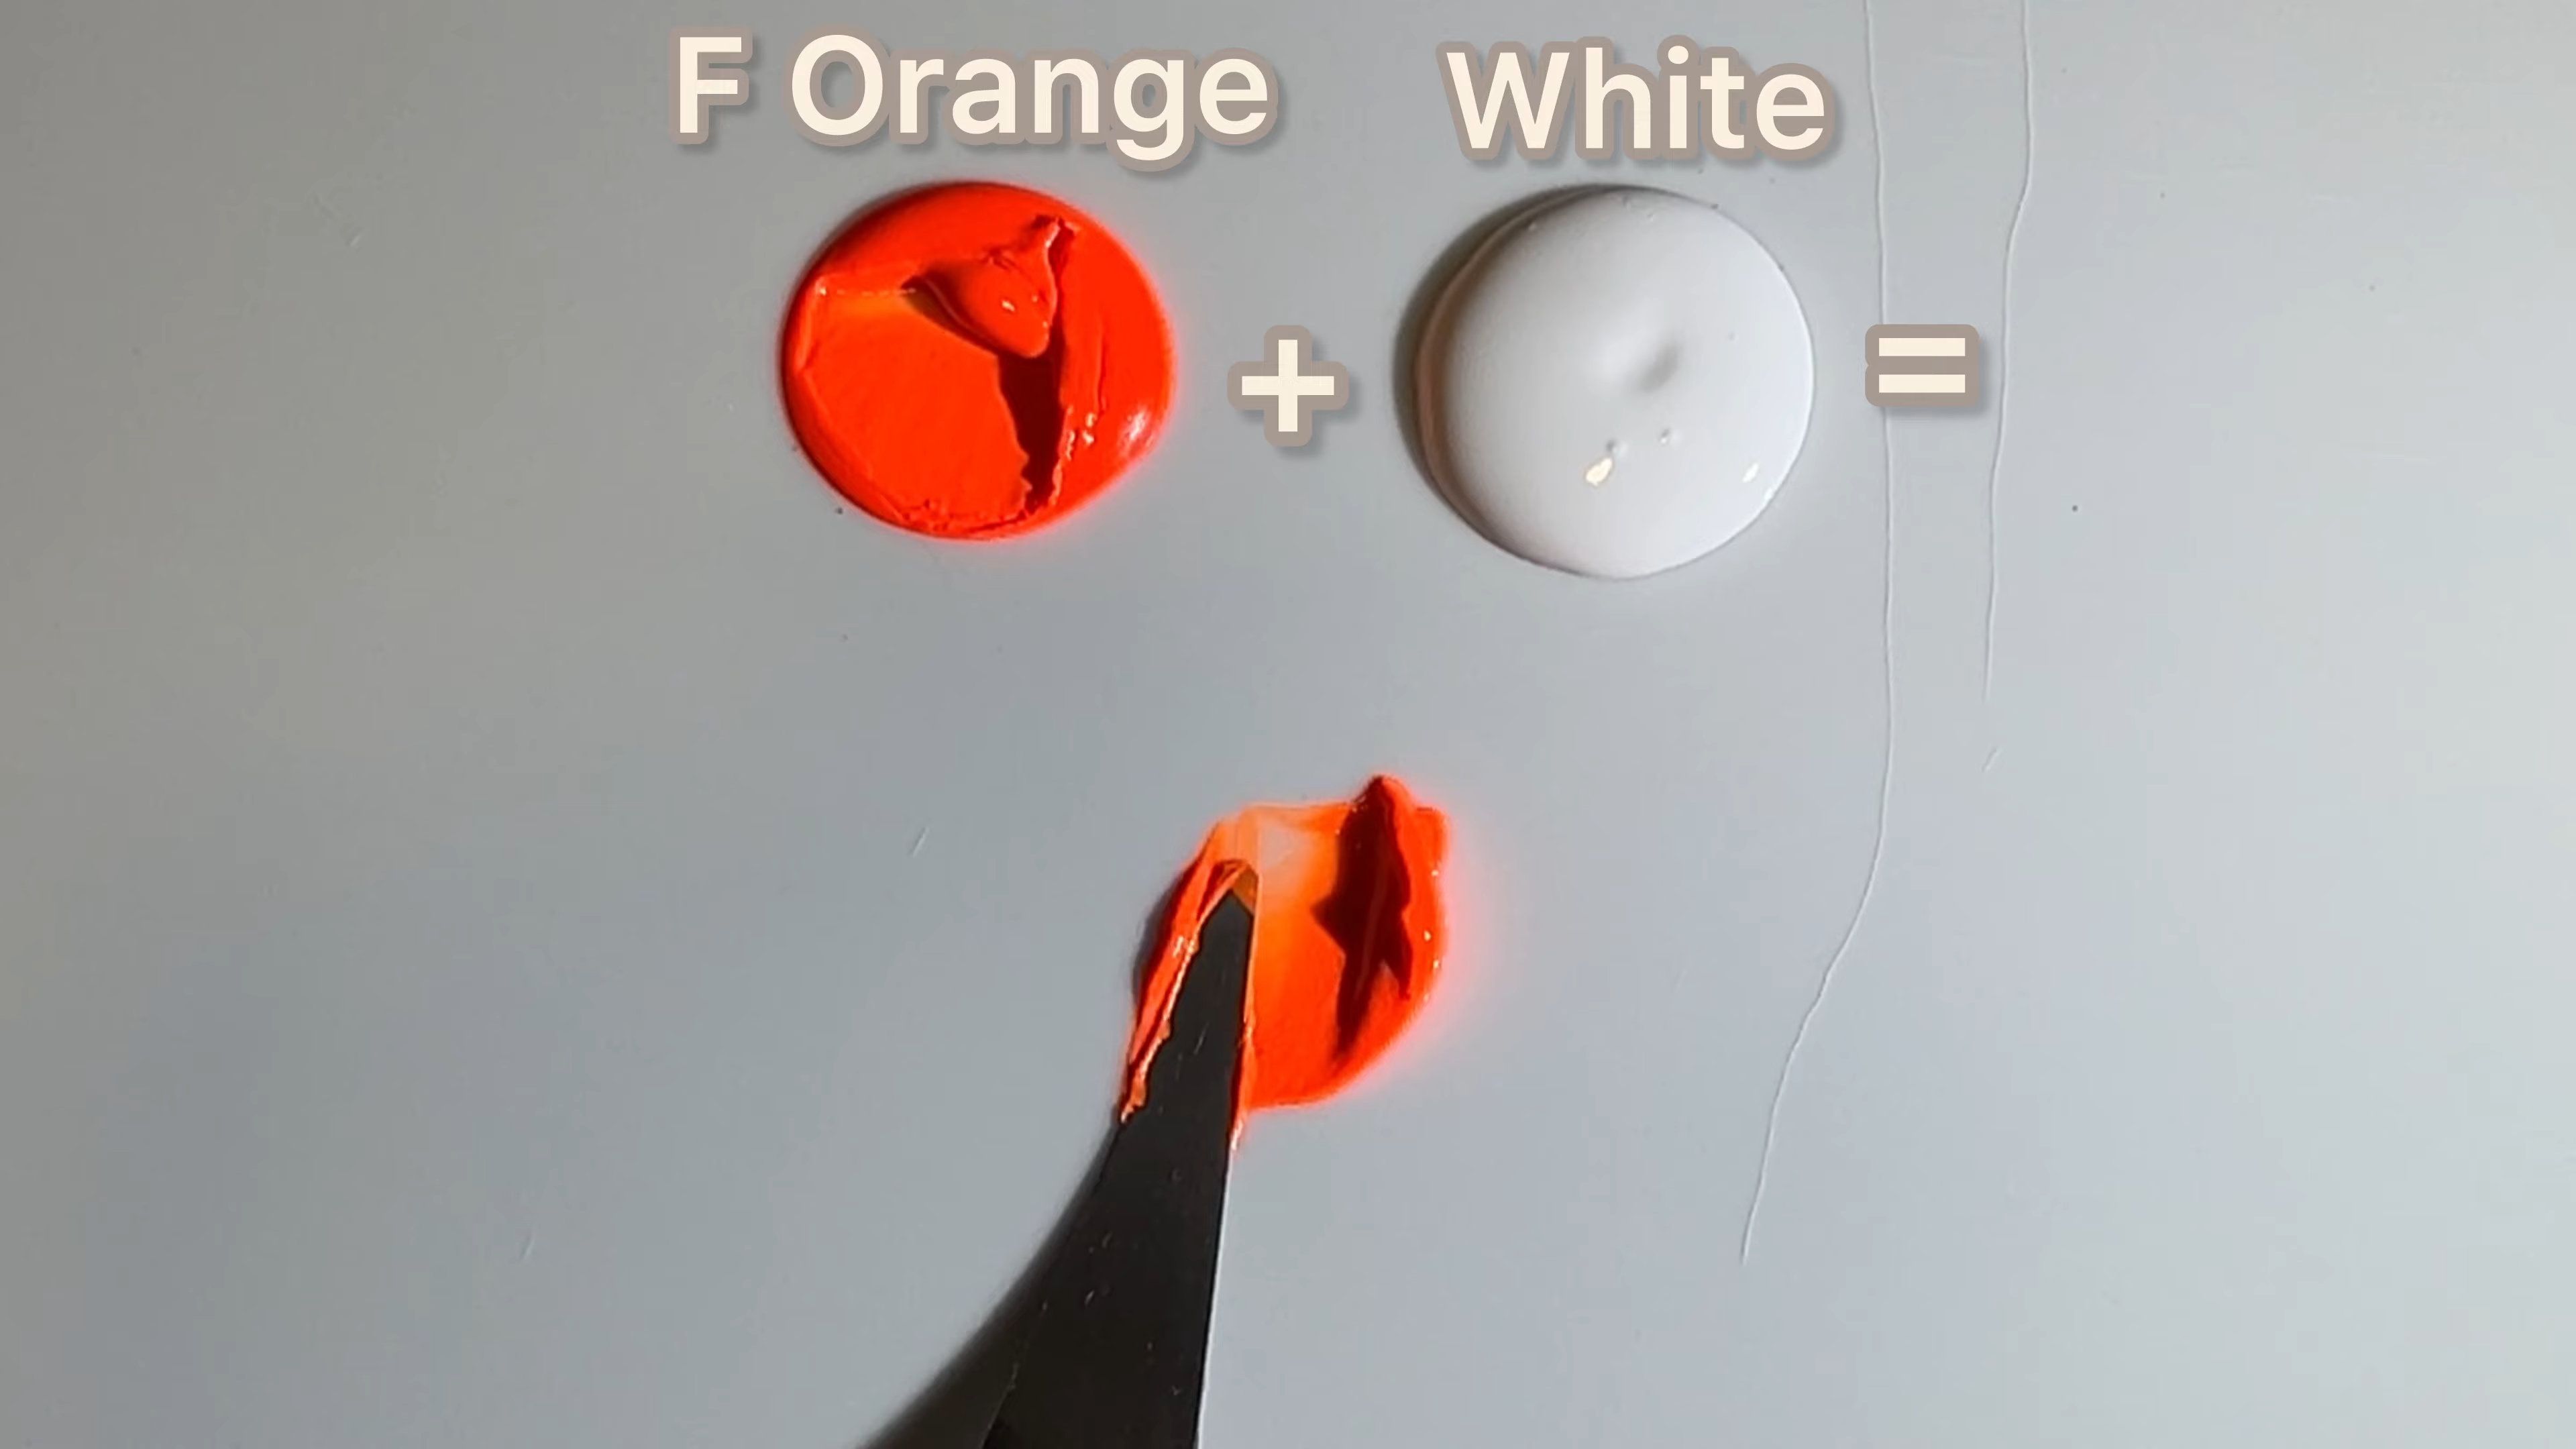 F Orange White
+ =